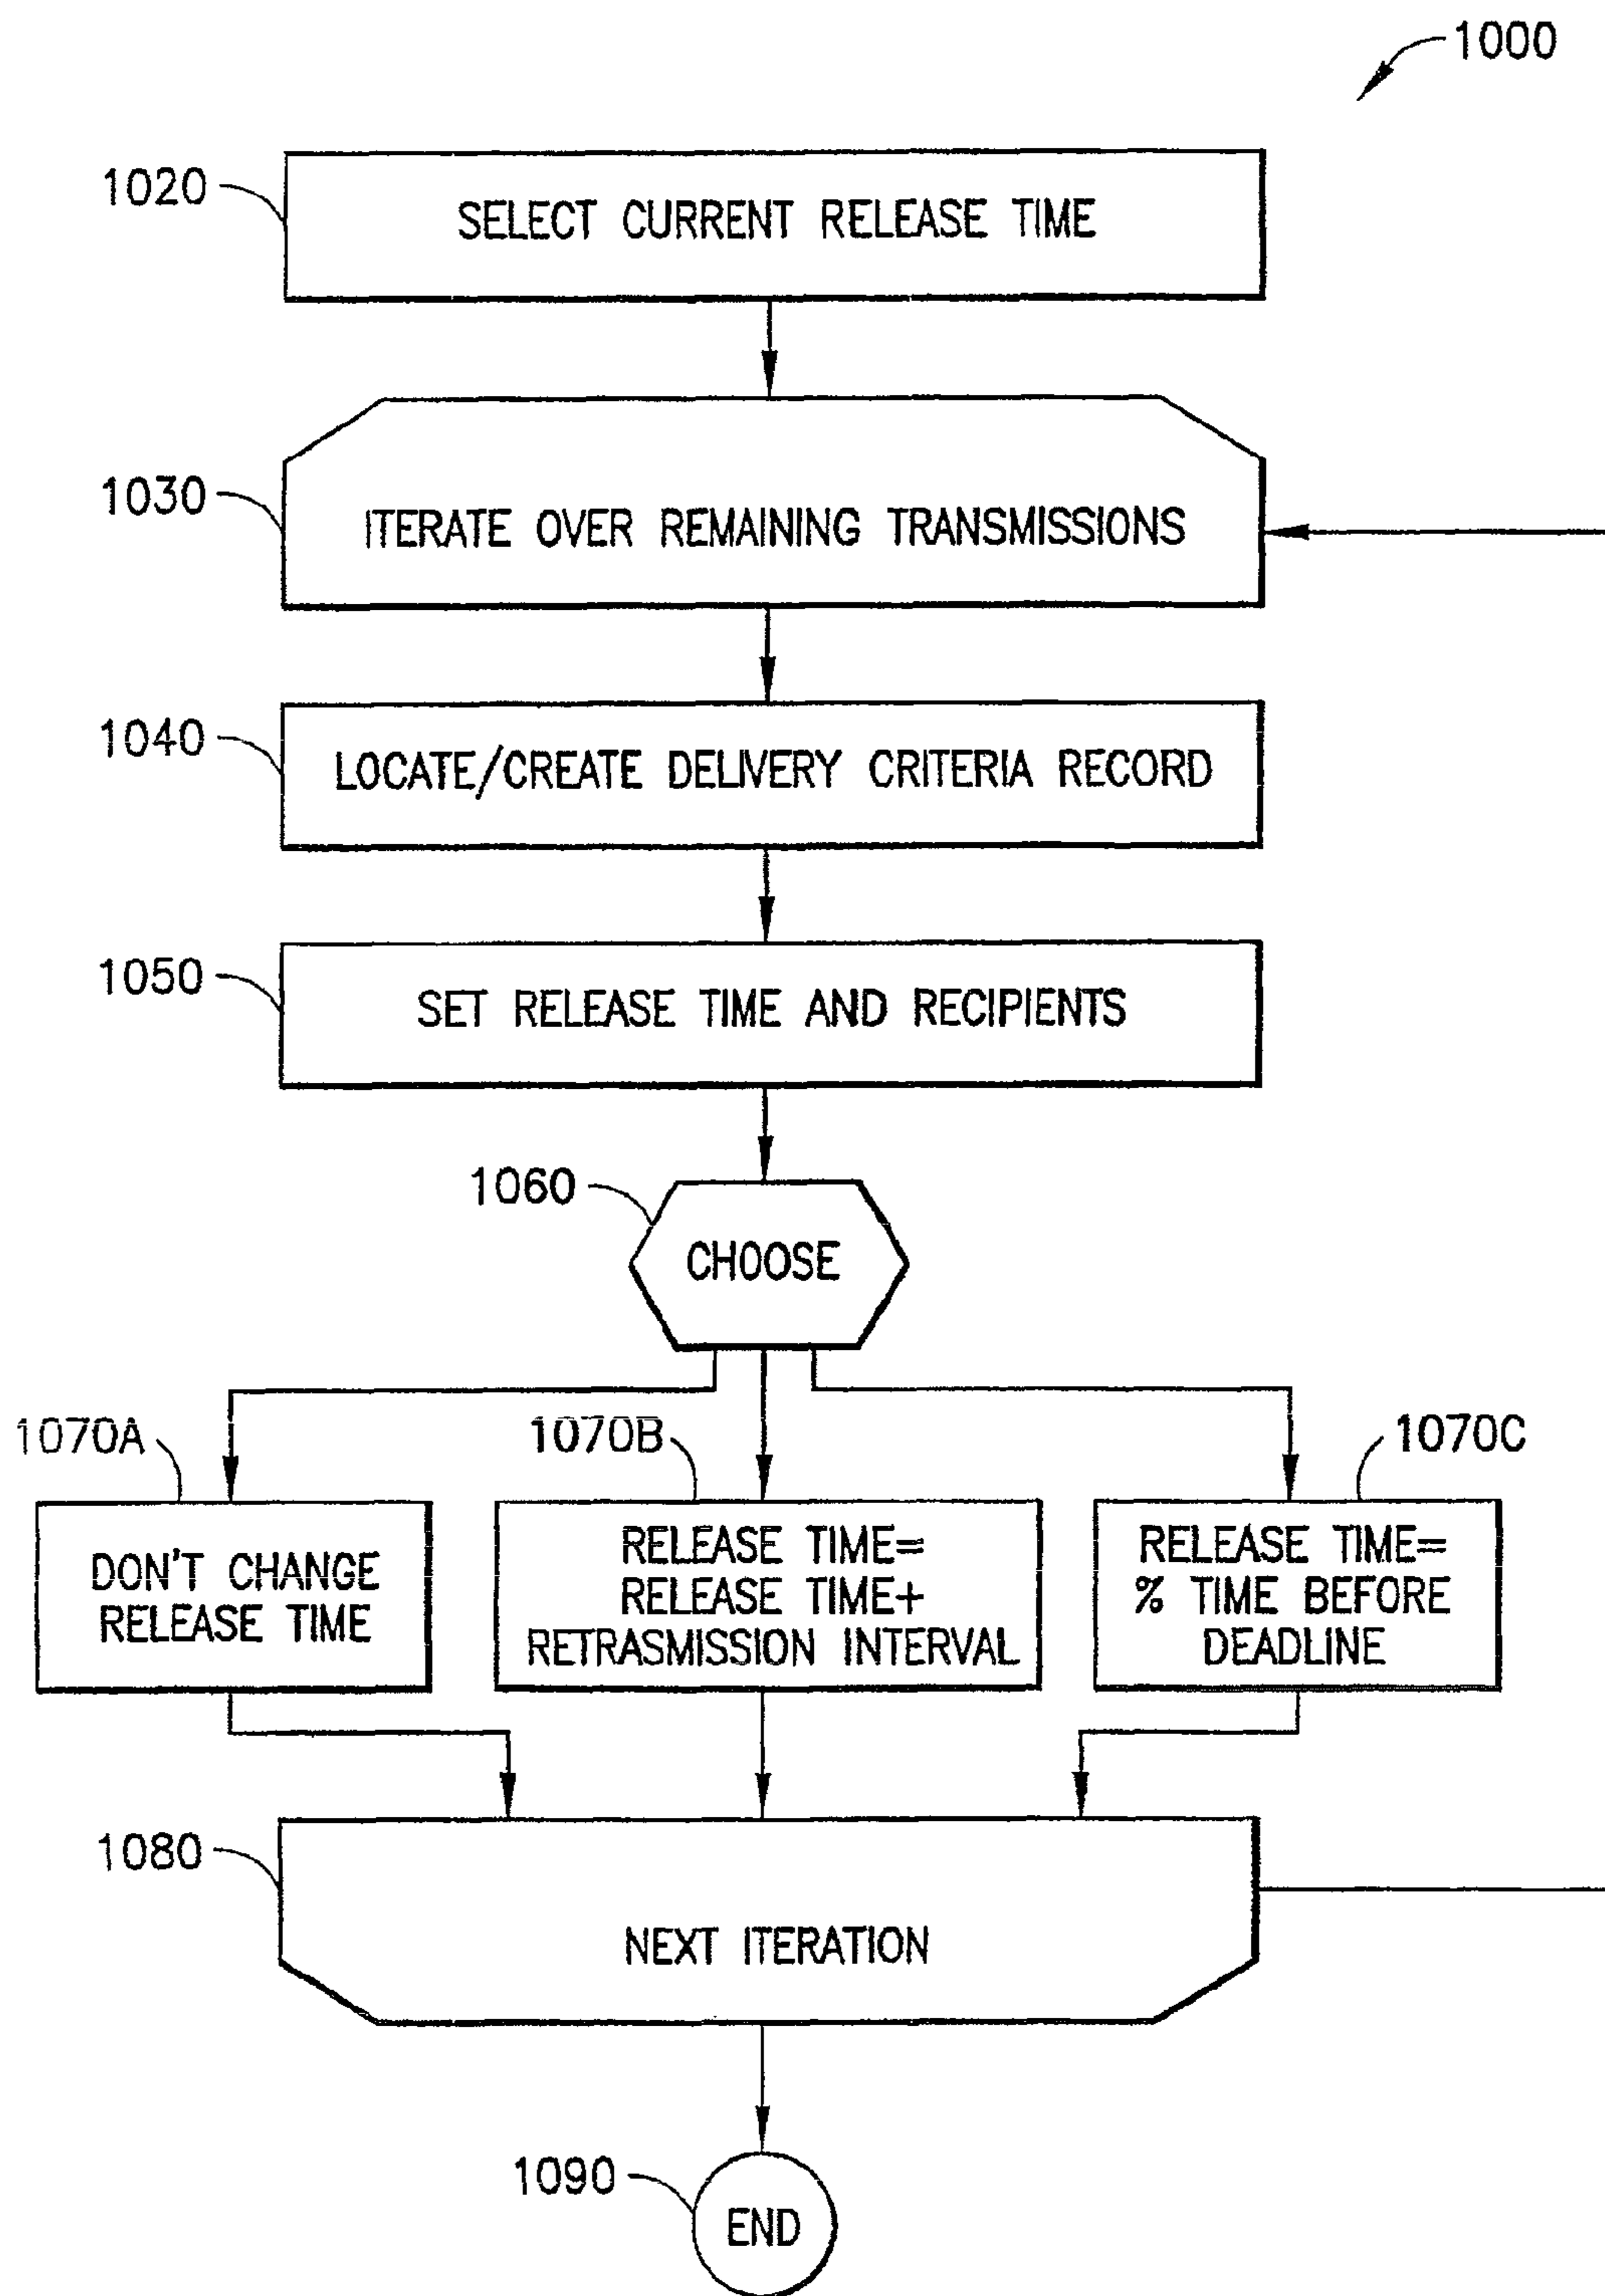 1000
1020
SELECT CURRENT RELEASE TIME
1030
ITERATE OVER REMAINING TRANSMISSIONS
1040
LOCATE/CREATE DELIVERY CRITERIA RECORD
1050
SET RELEASE TIME AND RECIPIENTS
1060
CHOOSE
1070A
DON'T CHANGE
RELEASE TIME
1070B
RELEASE TIME=
RELEASE TIME+
RETRASMISSION INTERVAL
1070C
RELEASE TIME=
% TIME BEFORE
DEADLINE
1080
NEXT ITERATION
1090
END